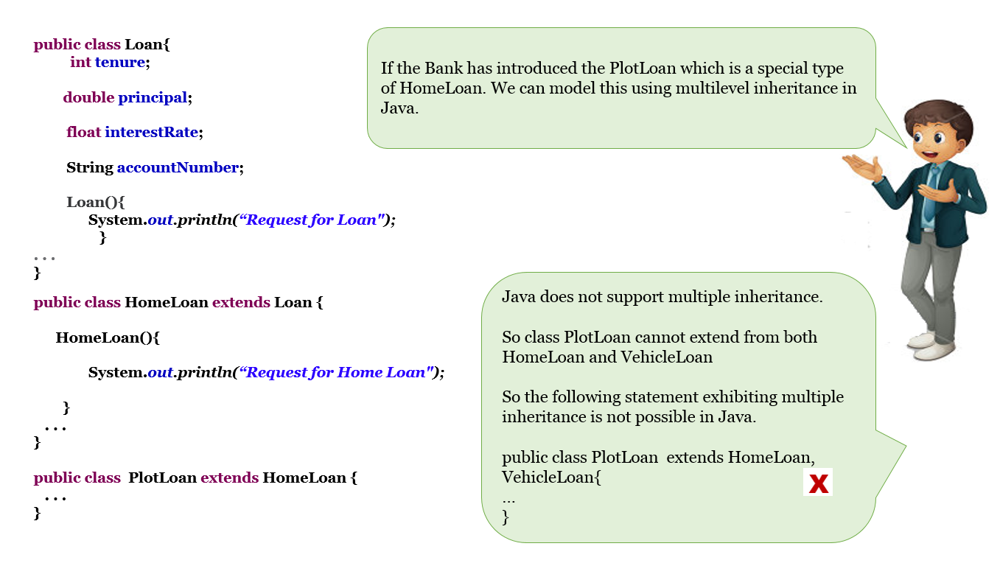 public class Loan{
int tenure;
double principal;
float interestRate;
String accountNumber;
Loan(){
System.out.println(“Request for Loan");
}
. . .
}
public class HomeLoan extends Loan {
HomeLoan(){
System.out.println(“Request for Home Loan");
}
. . .
}
public class  PlotLoan extends HomeLoan {
. . .
}
If the Bank has introduced the PlotLoan which is a special type
of HomeLoan. We can model this using multilevel inheritance in
Java.
Java does not support multiple inheritance.
So class PlotLoan cannot extend from both
HomeLoan and VehicleLoan
So the following statement exhibiting multiple
inheritance is not possible in Java.
public class PlotLoan  extends HomeLoan,
VehicleLoan{
X
...
}